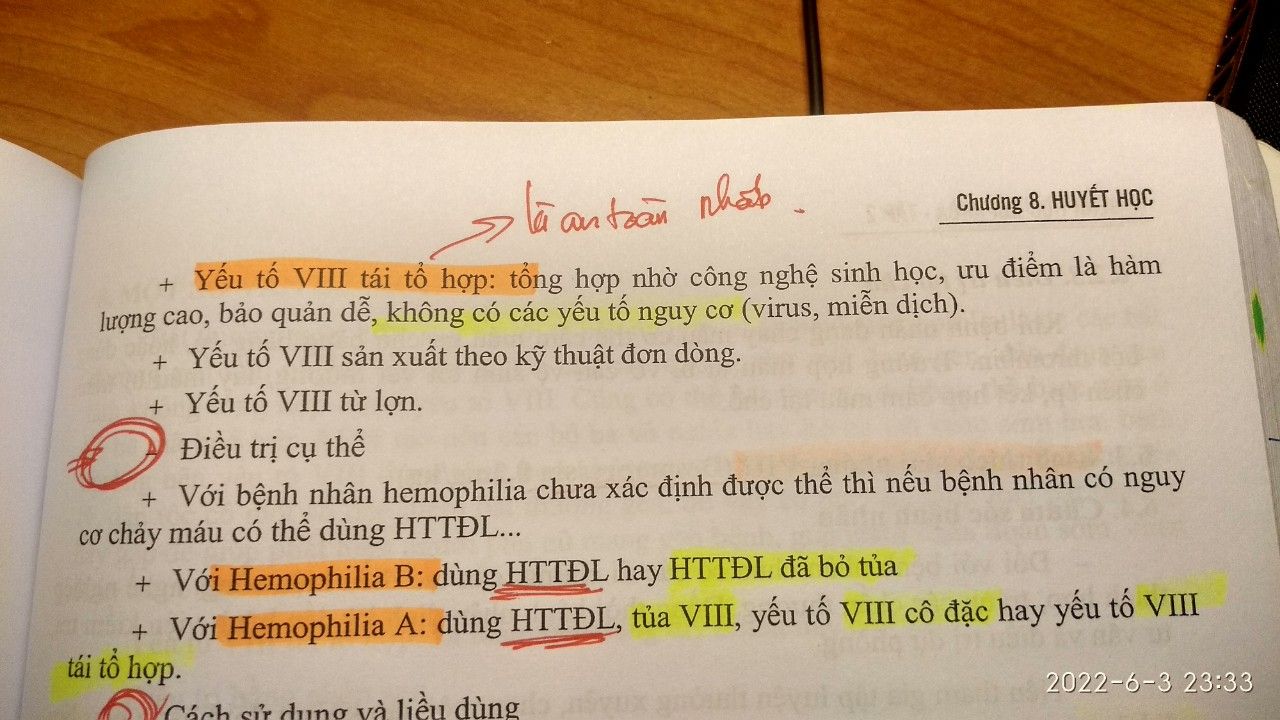 Chương 8. HUYẾT HỌC
là an toàn nhất.
+ Yếu tố VIII tái tổ hợp: tổng hợp nhờ công nghệ sinh học, ưu điểm là hàm
lượng cao, bảo quản dễ, không có các yếu tố nguy cơ (virus, miễn dịch).
+ Yếu tố VIII sản xuất theo kỹ thuật đơn dòng.
+ Yếu tố VIII từ lợn.
- Điều trị cụ thể
+ Với bệnh nhân hemophilia chưa xác định được thể thì nếu bệnh nhân có nguy
cơ chảy máu có thể dùng HTTĐL...
+ Với Hemophilia B: dùng HTTĐL hay HTTĐL đã bỏ tủa
+ Với Hemophilia A: dùng HTTĐL, tủa VIII, yếu tố VIII cô đặc hay yếu tố VIII
tái tổ hợp.
Cách sử dụng và liều dùng
2022-6-3 23:33